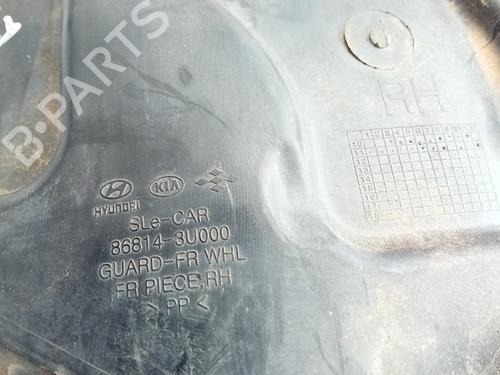 B-PARTS
RH
HYUNDAI
KIA
SLe-CAR
86814-3U000
GUARD-FR WHL
FR PIECE,RH
>PP<